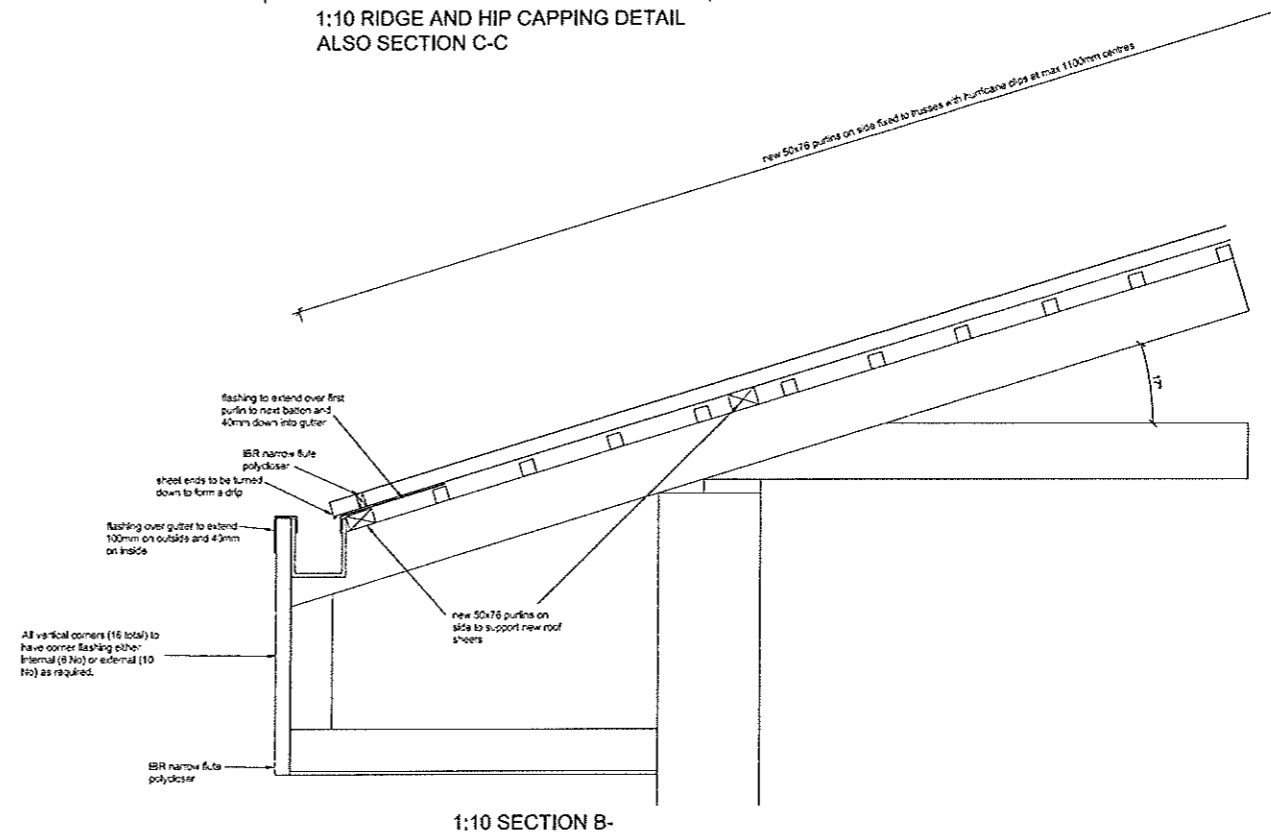 1:10 RIDGE AND HIP CAPPING DETAIL
ALSO SECTION C-C
new 50x76 purlins on side fixed to trusses with hurricane clips at max 1100mm centres
17°
flashing to extend over first
purlin to next batton and
40mm down into gutter
IBR narrow flute
polycloser
sheet ends to be turned
down to form a drip
flashing over gutter to extend
100mm on outside and 40mm
on inside
new 50x76 purlins on
side to support new roof
sheets
All vertical corners (16 total) to
have corner flashing either
Internal (6 No) or external (10
No) as required.
IBR narrow flute
polycloser
1:10 SECTION B-